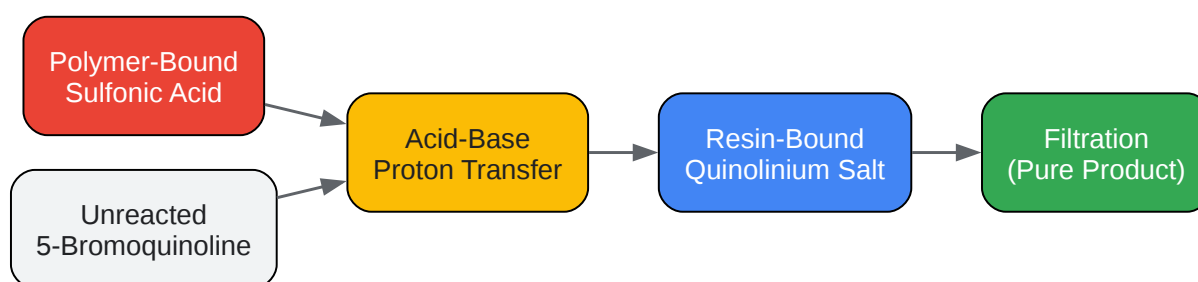 Polymer-Bound
Sulfonic Acid
Unreacted
5-Bromoquinoline
Acid-Base
Proton Transfer
Resin-Bound
Quinolinium Salt
Filtration
(Pure Product)